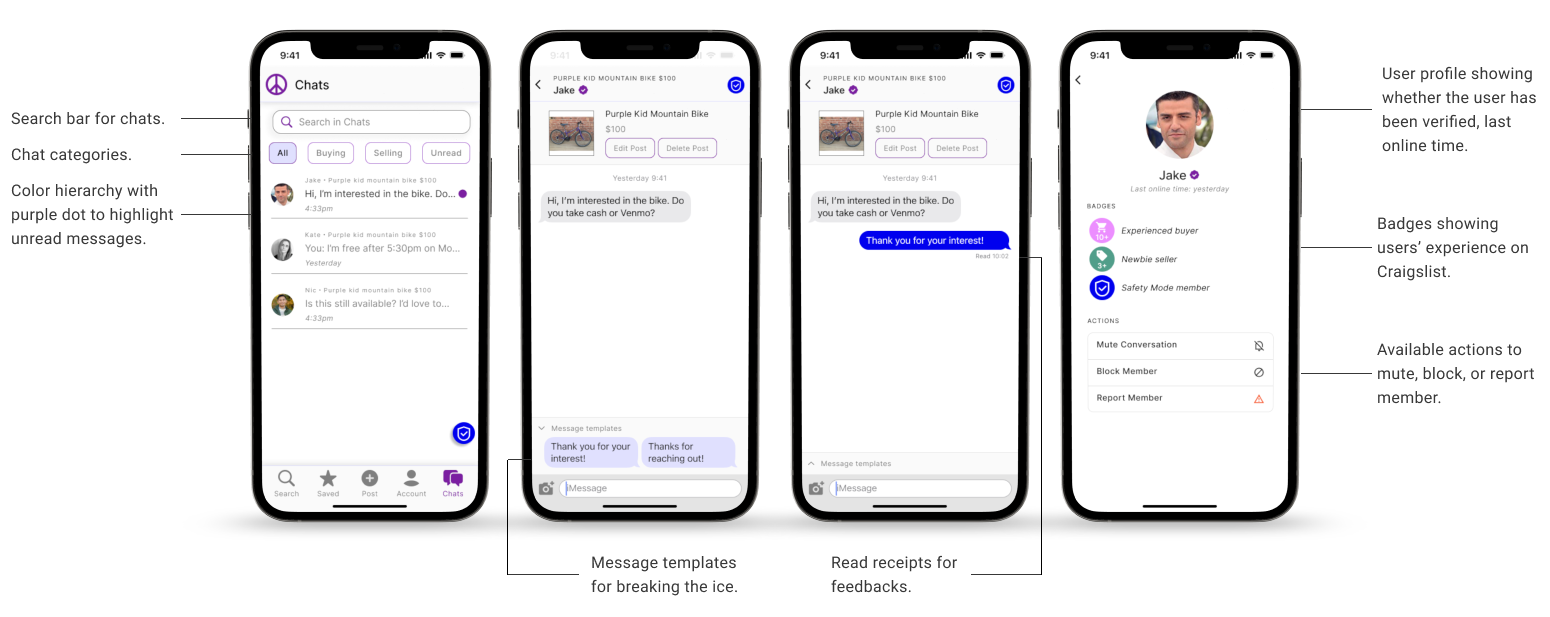 Search bar for chats.
Chat categories.
Color hierarchy with
purple dot to highlight
unread messages.
9:41
Chats
Search in Chats
All
Buying
Selling
Unread
Jake • Purple kid mountain bike $100
Hi, I'm interested in the bike. Do...
4:33pm
Kate • Purple kid mountain bike $100
You: I'm free after 5:30pm on Mo...
Yesterday
Nic • Purple kid mountain bike $100
Is this still available? I'd love to...
4:33pm
Search
Saved
Post
Account
Chats
9:41
PURPLE KID MOUNTAIN BIKE $100
Jake
Purple Kid Mountain Bike
$100
Edit Post
Delete Post
Yesterday 9:41
Hi, I'm interested in the bike. Do
you take cash or Venmo?
Message templates
Thank you for your
interest!
Thanks for
reaching out!
iMessage
Message templates
for breaking the ice.
9:41
PURPLE KID MOUNTAIN BIKE $100
Jake
Purple Kid Mountain Bike
$100
Edit Post
Delete Post
Yesterday 9:41
Hi, I'm interested in the bike. Do
you take cash or Venmo?
Thank you for your interest!
Read 10:02
Message templates
iMessage
Read receipts for
feedbacks.
9:41
Jake
Last online time: yesterday
BADGES
10+
Experienced buyer
3+
Newbie seller
Safety Mode member
ACTIONS
Mute Conversation
Block Member
Report Member
User profile showing
whether the user has
been verified, last
online time.
Badges showing
users' experience on
Craigslist.
Available actions to
mute, block, or report
member.